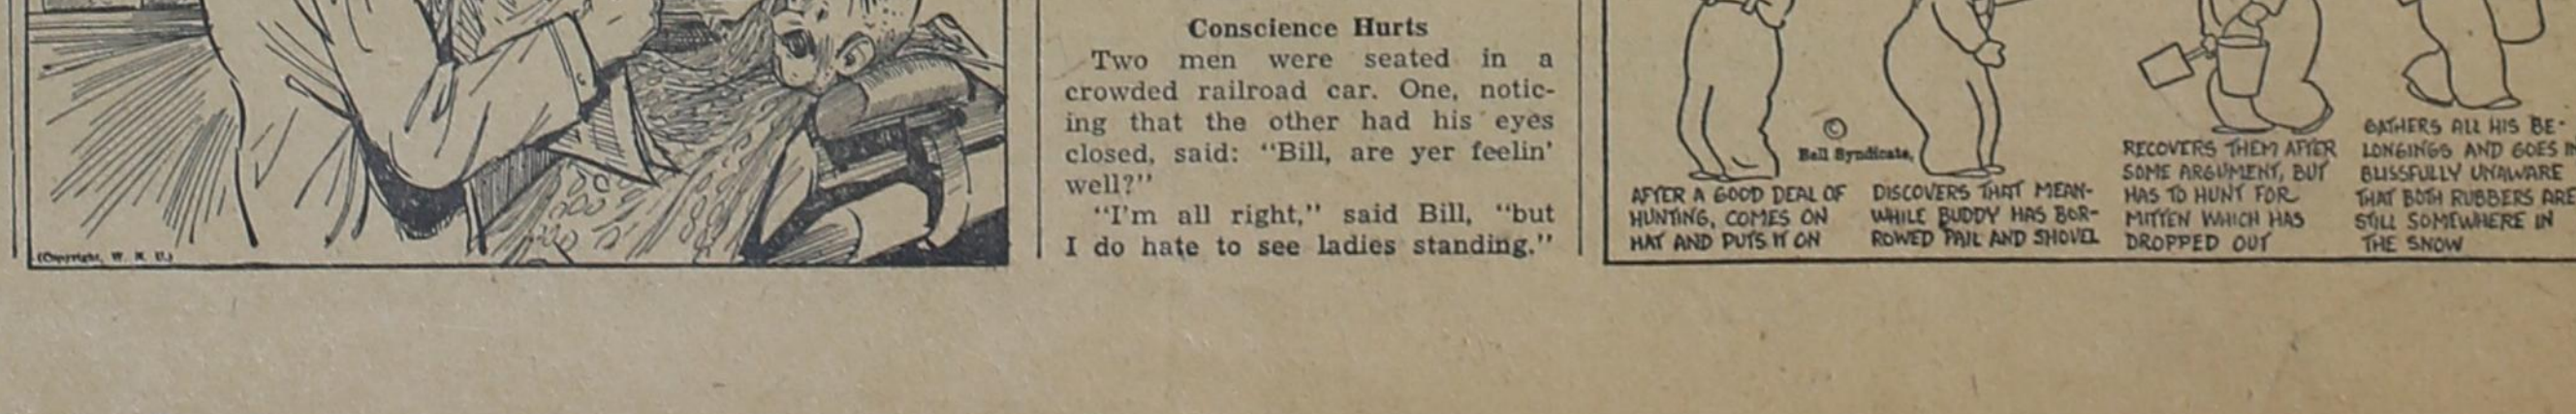 (Copyright, W. N. U.)
Conscience Hurts
Two men were seated in a
crowded railroad car. One, notic-
ing that the other had his eyes
closed, said: "Bill, are yer feelin'
well?"
"I'm all right," said Bill, "but
I do hate to see ladies standing."
©
Bell Syndicate,
AFTER A GOOD DEAL OF
HUNTING, COMES ON
HAT AND PUTS IT ON
DISCOVERS THAT MEAN-
WHILE BUDDY HAS BOR-
ROWED PAIL AND SHOVEL
RECOVERS THEM AFTER
SOME ARGUMENT, BUT
HAS TO HUNT FOR
MITTEN WHICH HAS
DROPPED OUT
GATHERS ALL HIS BE-
LONGINGS AND GOES IN
BLISSFULLY UNAWARE
THAT BOTH RUBBERS ARE
STILL SOMEWHERE IN
THE SNOW